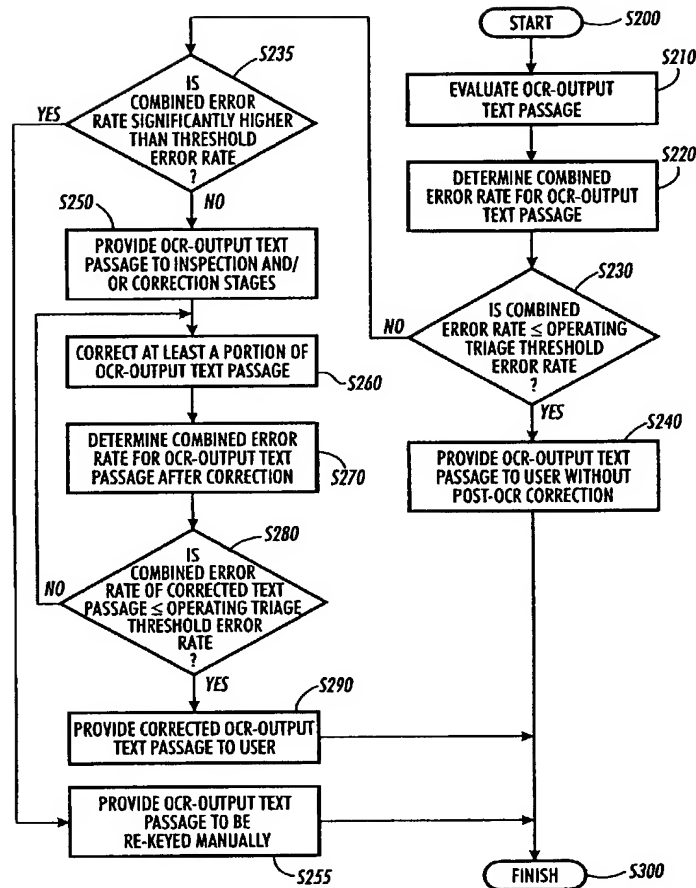 START
S200
S210
EVALUATE OCR-OUTPUT
TEXT PASSAGE
S220
DETERMINE COMBINED
ERROR RATE FOR OCR-OUTPUT
TEXT PASSAGE
S230
IS COMBINED
ERROR RATE ≤ OPERATING
TRIAGE THRESHOLD
ERROR RATE
?
NO
YES
S240
PROVIDE OCR-OUTPUT TEXT
PASSAGE TO USER WITHOUT
POST-OCR CORRECTION
S235
IS
COMBINED ERROR
RATE SIGNIFICANTLY HIGHER
THAN THRESHOLD
ERROR RATE
?
YES
NO
S250
PROVIDE OCR-OUTPUT TEXT
PASSAGE TO INSPECTION AND/
OR CORRECTION STAGES
CORRECT AT LEAST A PORTION OF
OCR-OUTPUT TEXT PASSAGE
S260
DETERMINE COMBINED ERROR
RATE FOR OCR-OUTPUT TEXT
PASSAGE AFTER CORRECTION
S270
S280
IS
COMBINED ERROR
RATE OF CORRECTED TEXT
PASSAGE ≤ OPERATING TRIAGE
THRESHOLD ERROR
RATE
?
NO
YES
S290
PROVIDE CORRECTED OCR-OUTPUT
TEXT PASSAGE TO USER
PROVIDE OCR-OUTPUT TEXT
PASSAGE TO BE
RE-KEYED MANUALLY
S255
FINISH
S300